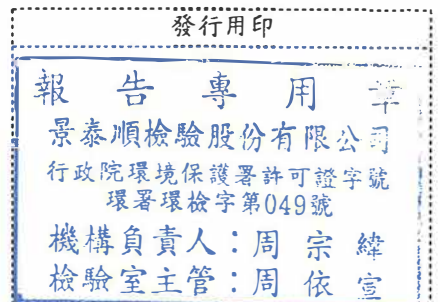 發行用印
報告專用章
景泰順檢驗股份有限公司
行政院環境保護署許可證字號
環署環檢字第049號
機構負責人：周宗緯
檢驗室主管：周依宣